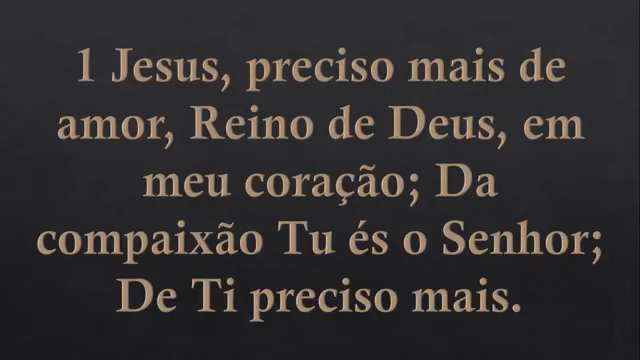 1 Jesus, preciso mais de
amor, Reino de Deus, em
meu coração; Da
compaixão Tu és o Senhor;
De Ti preciso mais.